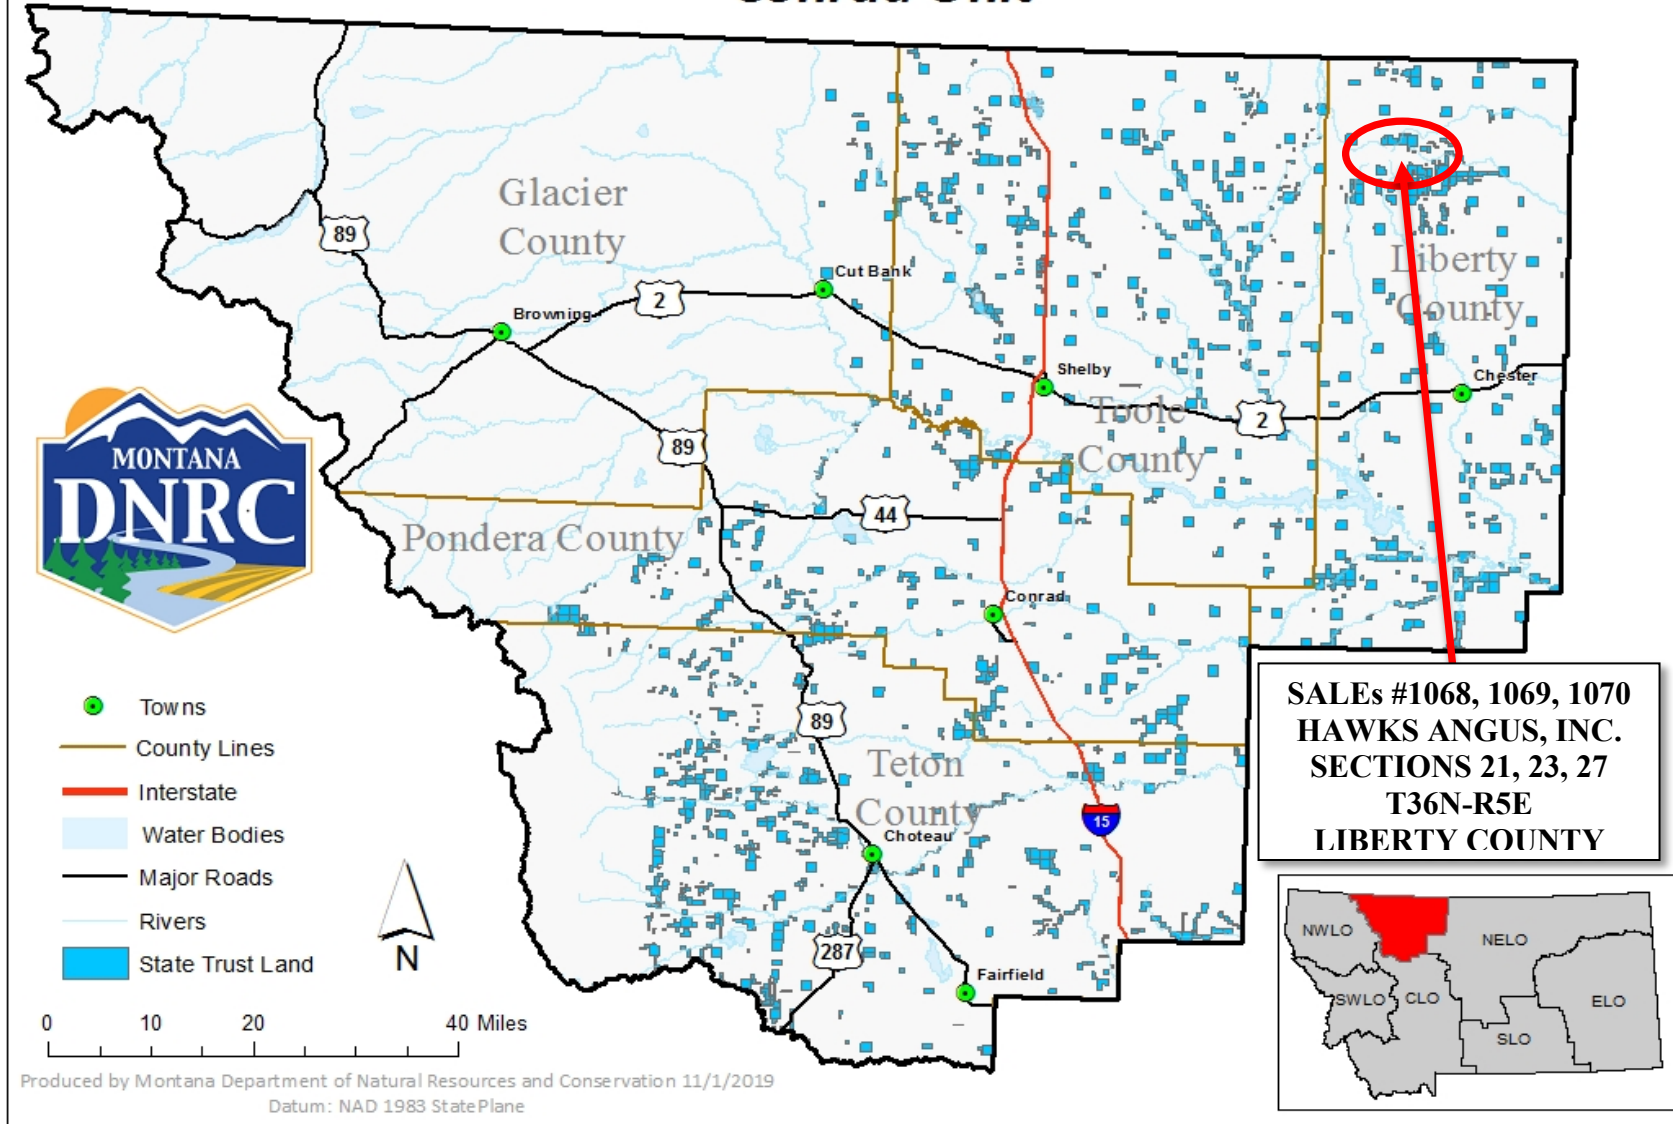 Conrad Unit
Glacier
County
89
2
Cut Bank
Browning
Liberty
County
Shelby
Chester
Toole
County
2
89
MONTANA
DNRC
44
Pondera County
Conrad
SALEs #1068, 1069, 1070
HAWKS ANGUS, INC.
SECTIONS 21, 23, 27
T36N-R5E
LIBERTY COUNTY
89
Teton
County
15
Choteau
287
Fairfield
Towns
County Lines
Interstate
Water Bodies
Major Roads
Rivers
State Trust Land
N
0 10 20 40 Miles
NWLO
NELO
SWLO
CLO
ELO
SLO
Produced by Montana Department of Natural Resources and Conservation 11/1/2019
Datum: NAD 1983 StatePlane